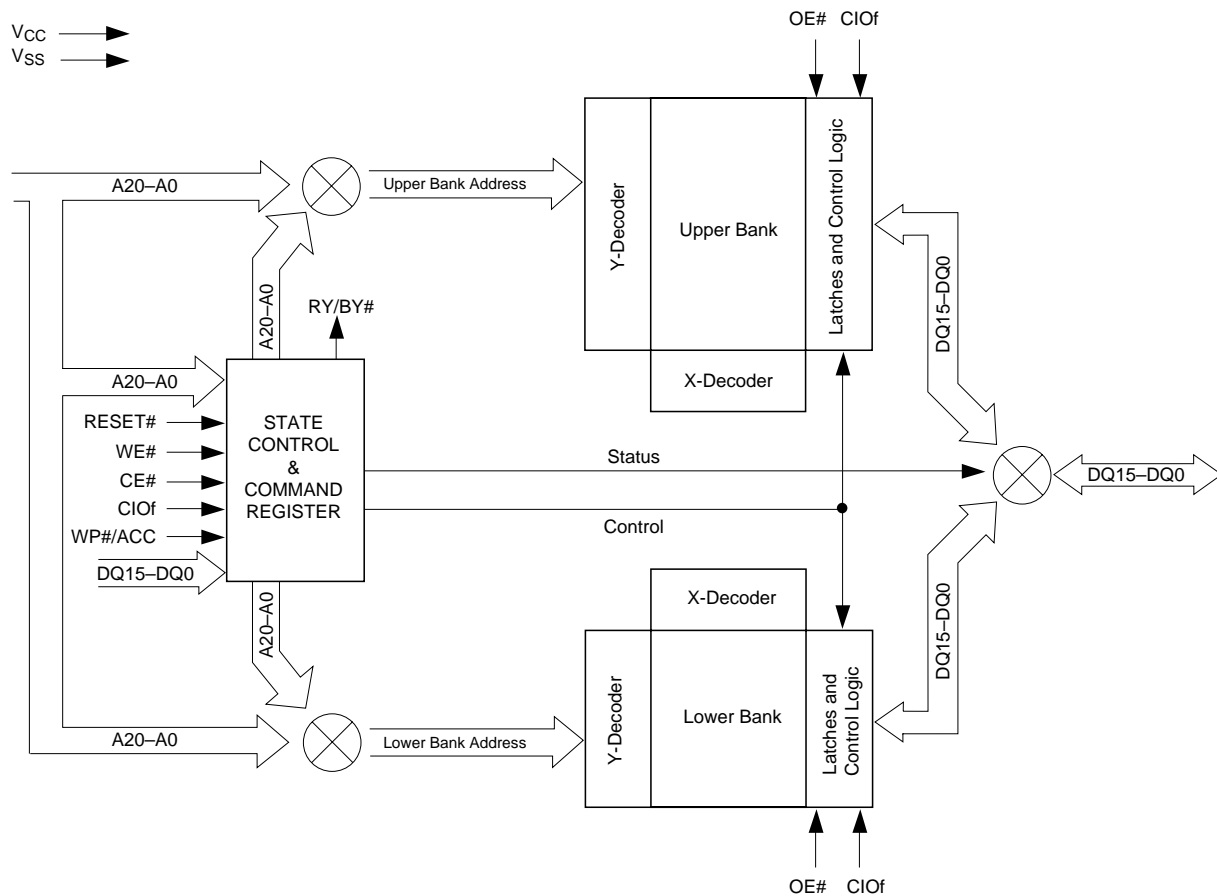 OE# CIOf
VCC
VSS
A20–A0
Upper Bank Address
Y-Decoder
Upper Bank
Latches and Control Logic
A20–A0
RY/BY#
DQ15–DQ0
X-Decoder
A20–A0
RESET#
WE#
CE#
CIOf
WP#/ACC
DQ15–DQ0
STATE
CONTROL
&
COMMAND
REGISTER
Status
Control
DQ15–DQ0
A20–A0
X-Decoder
DQ15–DQ0
Y-Decoder
Lower Bank
Latches and
Control Logic
A20–A0
Lower Bank Address
OE# CIOf